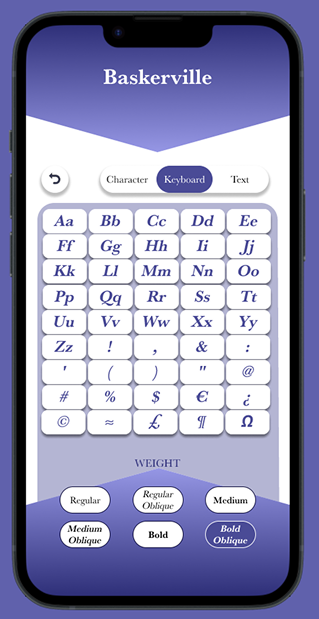 Baskerville
Character Keyboard Text
Aa Bb Cc Dd Ee
Ff Gg Hh Ii Jj
Kk Ll Mm Nn Oo
Pp Qq Rr Ss Tt
Uu Vv Ww Xx Yy
Zz ! , & :
' ( ) " @
# % $ € ¿
© ≈ £ ¶ Ω
WEIGHT
Regular Regular Oblique Medium
Medium Oblique Bold Bold Oblique